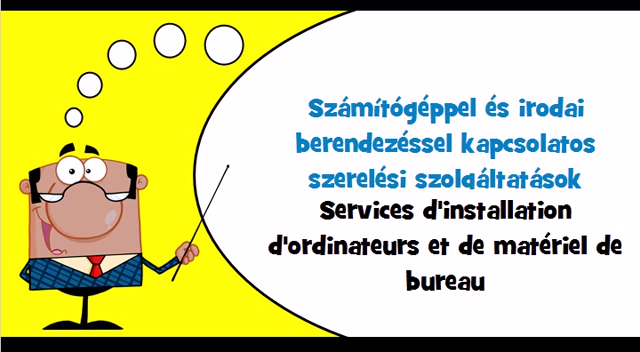 Számítógéppel és irodai
berendezéssel kapcsolatos
szerelési szolgáltatások
Services d'installation
d'ordinateurs et de matériel de
bureau